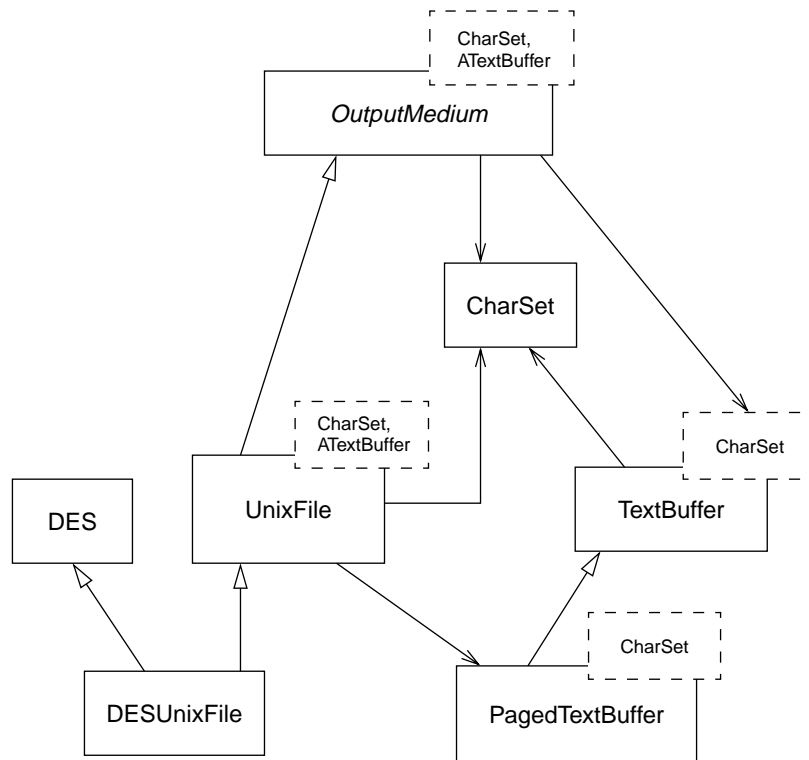 CharSet,
ATextBuffer
OutputMedium
CharSet
CharSet,
ATextBuffer
CharSet
DES
UnixFile
TextBuffer
CharSet
DESUnixFile
PagedTextBuffer